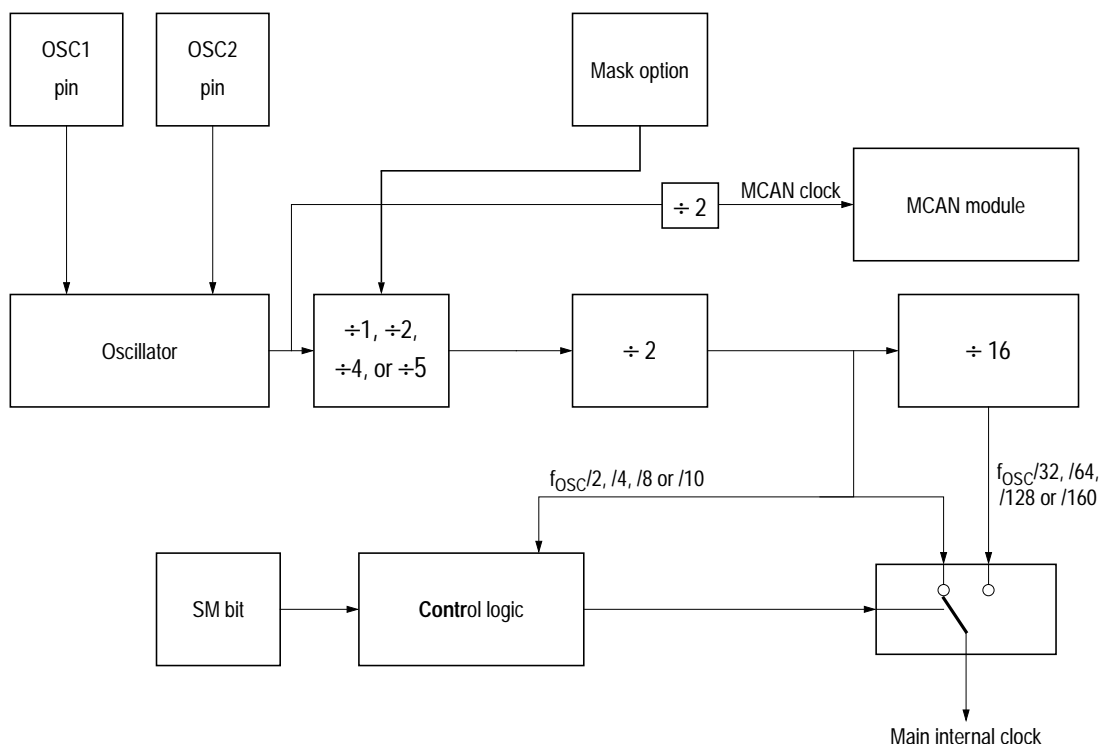 OSC1
pin
OSC2
pin
Mask option
÷ 2
MCAN clock
MCAN module
Oscillator
÷1, ÷2,
÷4, or ÷5
÷ 2
÷ 16
fOSC/2, /4, /8 or /10
fOSC/32, /64,
/128 or /160
SM bit
Control logic
Main internal clock